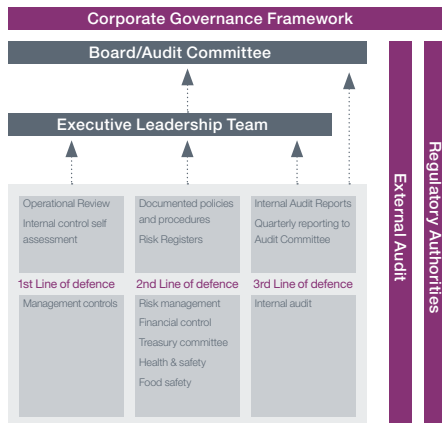 Corporate Governance Framework
Board/Audit Committee
Executive Leadership Team
Operational Review
Internal control self
assessment
Documented policies
and procedures
Risk Registers
Internal Audit Reports
Quarterly reporting to
Audit Committee
1st Line of defence
2nd Line of defence
3rd Line of defence
Management controls
Risk management
Financial control
Treasury committee
Health & safety
Food safety
Internal audit
External Audit
Regulatory Authorities